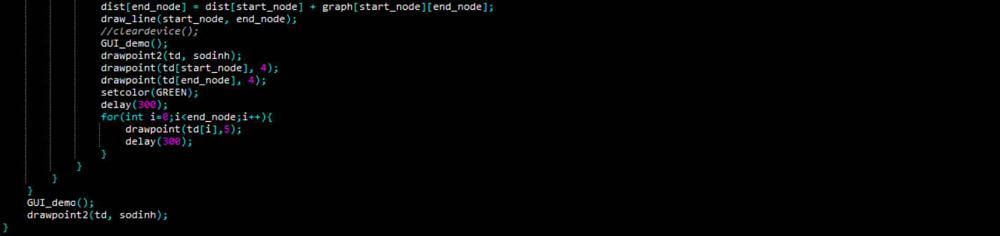 dist[end_node] = dist[start_node] + graph[start_node][end_node];
draw_line(start_node, end_node);
//cleardevice();
GUI_demo();
drawpoint2(td, sodinh);
drawpoint(td[start_node], 4);
drawpoint(td[end_node], 4);
setcolor(GREEN);
delay(300);
for(int i=0;i<end_node;i++){
drawpoint(td[i],5);
delay(300);
}
}
}
}
GUI_demo();
drawpoint2(td, sodinh);
}